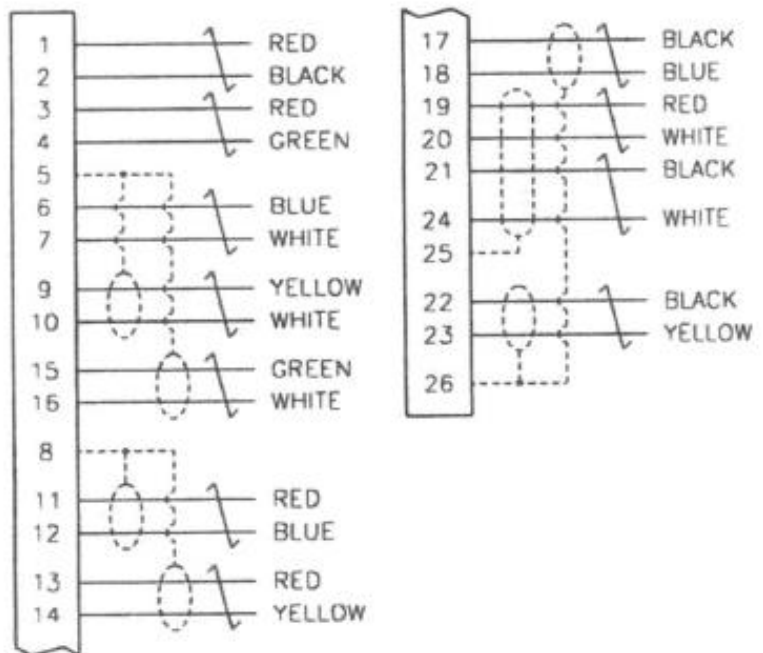 1 RED
2 BLACK
3 RED
4 GREEN
5
6 BLUE
7 WHITE
9 YELLOW
10 WHITE
15 GREEN
16 WHITE
8
11 RED
12 BLUE
13 RED
14 YELLOW
17 BLACK
18 BLUE
19 RED
20 WHITE
21 BLACK
24 WHITE
25
22 BLACK
23 YELLOW
26